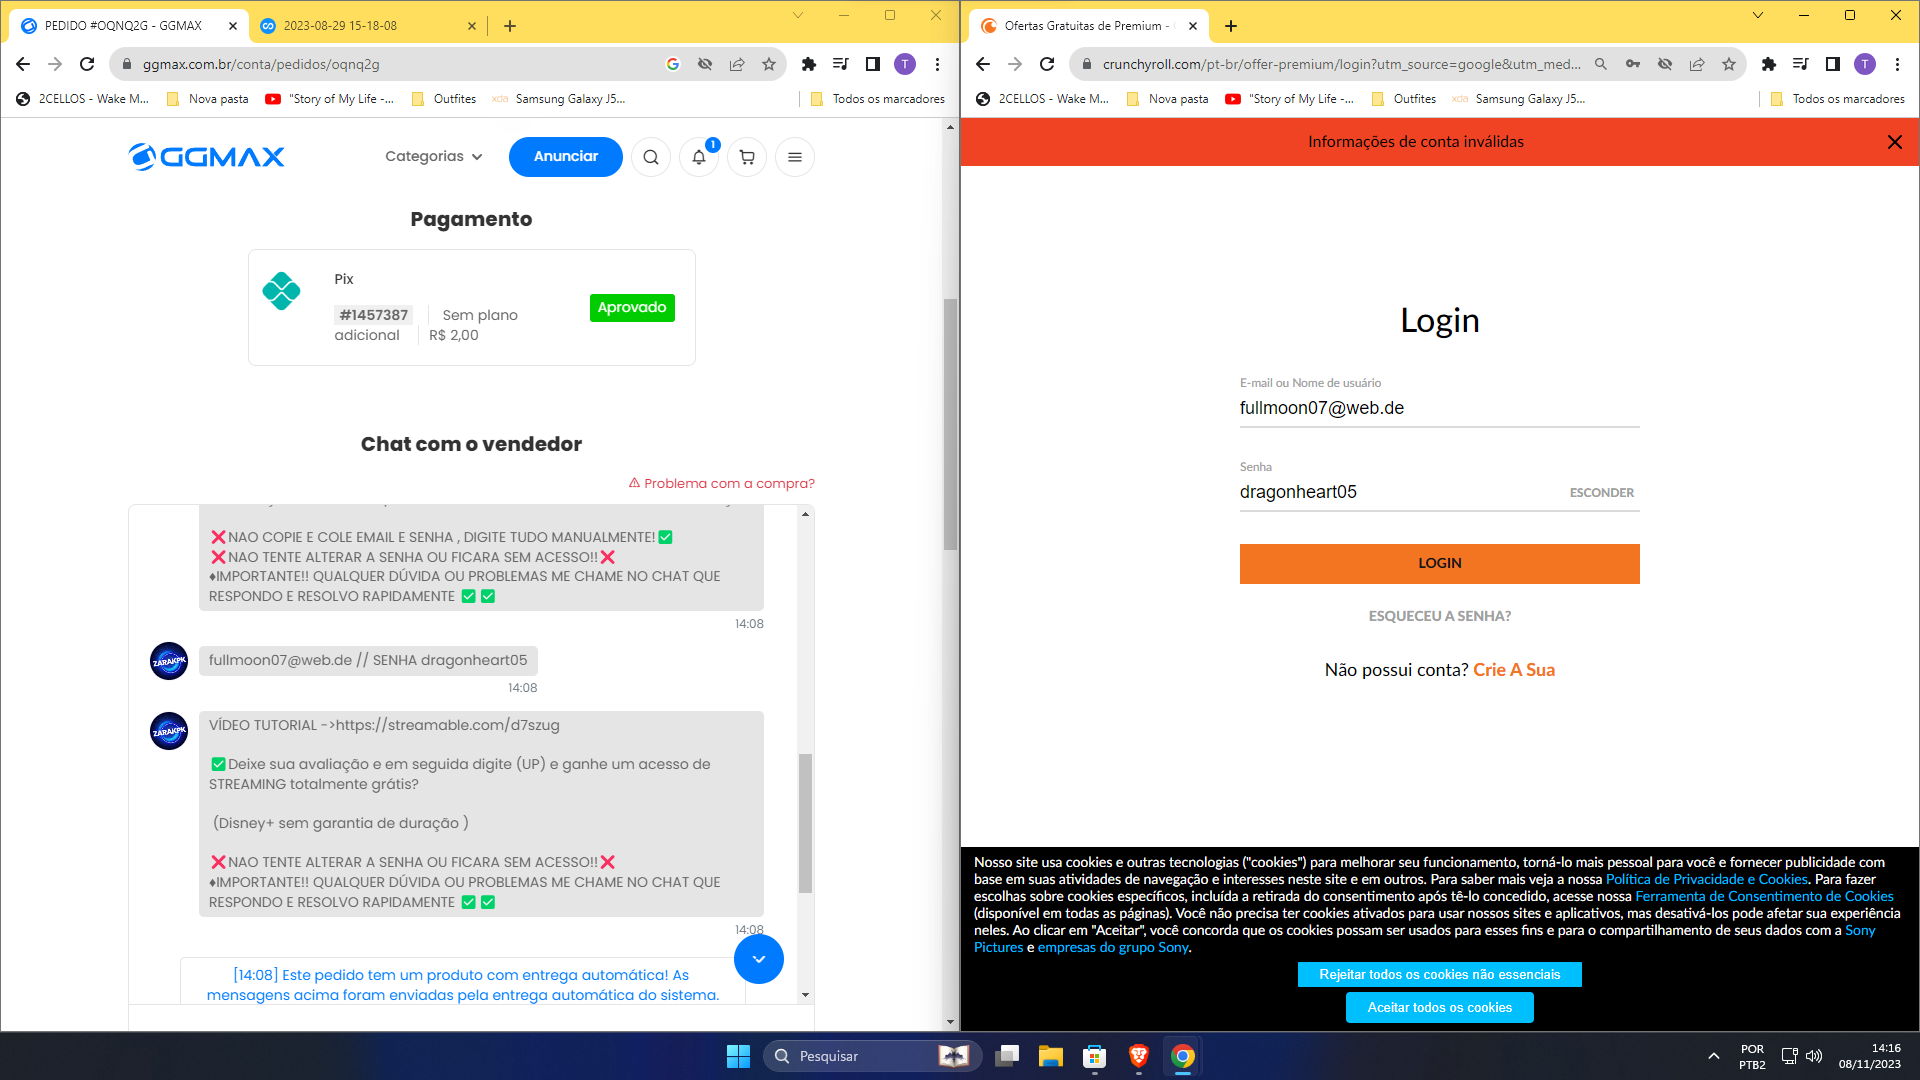 PEDIDO #OQNQ2G - GGMAX
2023-08-29 15-18-08
ggmax.com.br/conta/pedidos/oqnq2g
T
2CELLOS - Wake M...
Nova pasta
"Story of My Life -...
Outfites
xda
Samsung Galaxy J5...
Todos os marcadores
GGMAX
Categorias
Anunciar
1
Pagamento
Pix
#1457387
Sem plano
adicional
R$ 2,00
Aprovado
Chat com o vendedor
Problema com a compra?
❌NAO COPIE E COLE EMAIL E SENHA , DIGITE TUDO MANUALMENTE!✅
❌NAO TENTE ALTERAR A SENHA OU FICARA SEM ACESSO!!❌
♦IMPORTANTE!! QUALQUER DÚVIDA OU PROBLEMAS ME CHAME NO CHAT QUE
RESPONDO E RESOLVO RAPIDAMENTE ✅ ✅
14:08
ZARAKPK
fullmoon07@web.de // SENHA dragonheart05
14:08
ZARAKPK
VÍDEO TUTORIAL ->https://streamable.com/d7szug
✅Deixe sua avaliação e em seguida digite (UP) e ganhe um acesso de
STREAMING totalmente grátis?
(Disney+ sem garantia de duração )
❌NAO TENTE ALTERAR A SENHA OU FICARA SEM ACESSO!!❌
♦IMPORTANTE!! QUALQUER DÚVIDA OU PROBLEMAS ME CHAME NO CHAT QUE
RESPONDO E RESOLVO RAPIDAMENTE ✅ ✅
14:08
[14:08] Este pedido tem um produto com entrega automática! As
mensagens acima foram enviadas pela entrega automática do sistema.
Ofertas Gratuitas de Premium -
crunchyroll.com/pt-br/offer-premium/login?utm_source=google&utm_med...
T
2CELLOS - Wake M...
Nova pasta
"Story of My Life -...
Outfites
xda
Samsung Galaxy J5...
Todos os marcadores
Informações de conta inválidas
Login
E-mail ou Nome de usuário
fullmoon07@web.de
Senha
dragonheart05
ESCONDER
LOGIN
ESQUECEU A SENHA?
Não possui conta? Crie A Sua
Nosso site usa cookies e outras tecnologias ("cookies") para melhorar seu funcionamento, torná-lo mais pessoal para você e fornecer publicidade com
base em suas atividades de navegação e interesses neste site e em outros. Para saber mais veja a nossa Política de Privacidade e Cookies. Para fazer
escolhas sobre cookies específicos, incluída a retirada do consentimento após tê-lo concedido, acesse nossa Ferramenta de Consentimento de Cookies
(disponível em todas as páginas). Você não precisa ter cookies ativados para usar nossos sites e aplicativos, mas desativá-los pode afetar sua experiência
neles. Ao clicar em "Aceitar", você concorda que os cookies possam ser usados para esses fins e para o compartilhamento de seus dados com a Sony
Pictures e empresas do grupo Sony.
Rejeitar todos os cookies não essenciais
Aceitar todos os cookies
Pesquisar
POR
PTB2
14:16
08/11/2023